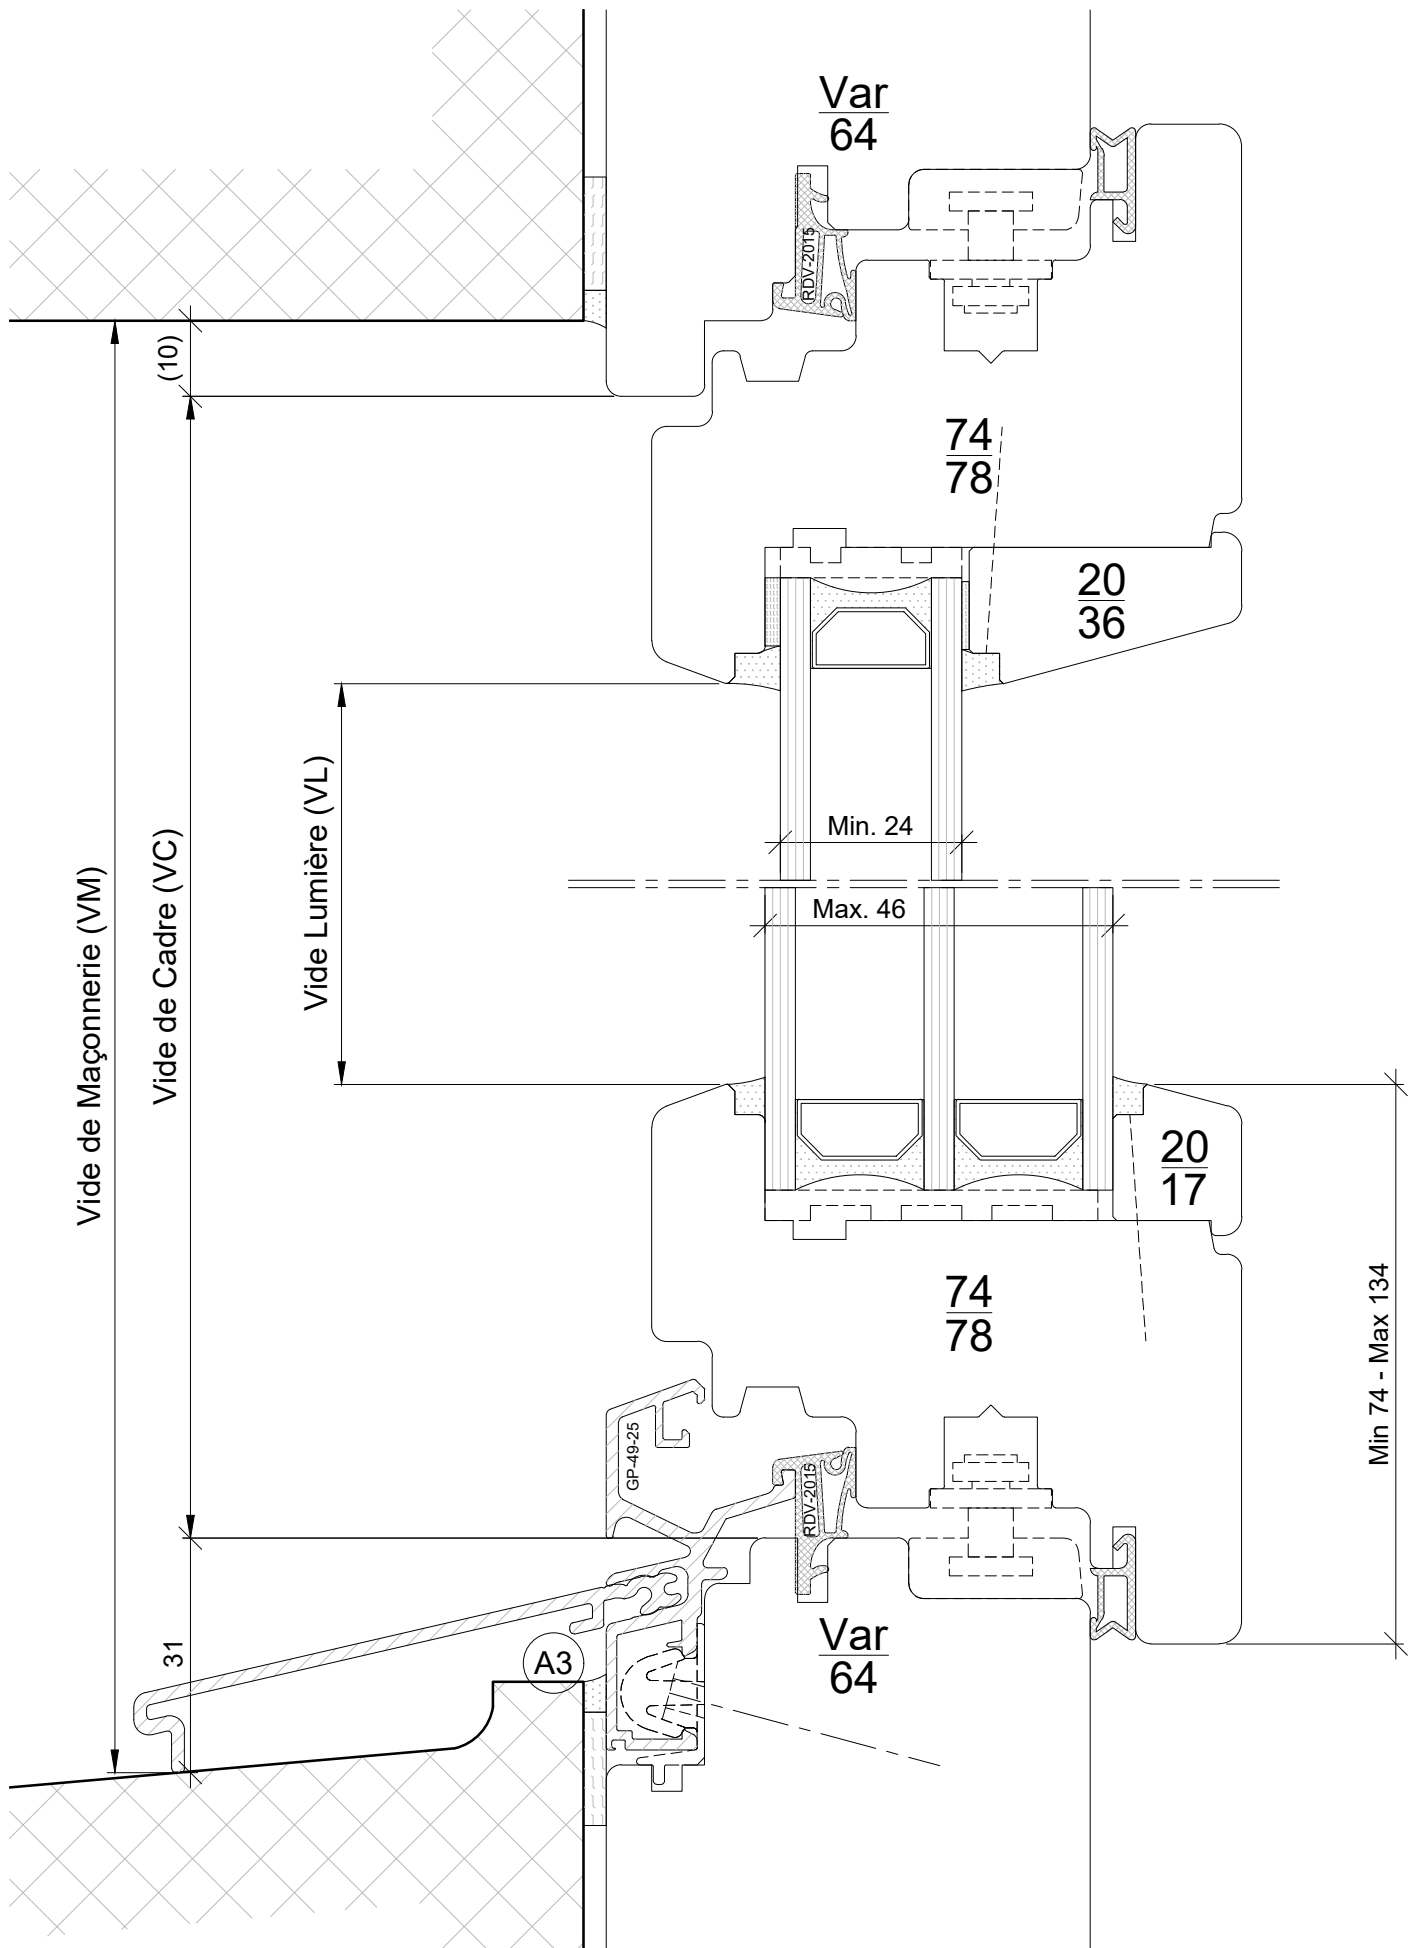 Var
64
RDV-2015
(10)
74
78
20
36
Vide Lumière (VL)
Min. 24
Vide de Cadre (VC)
Vide de Maçonnerie (VM)
Max. 46
20
17
74
78
Min 74 - Max 134
GP-49-25
RDV-2015
31
A3
Var
64